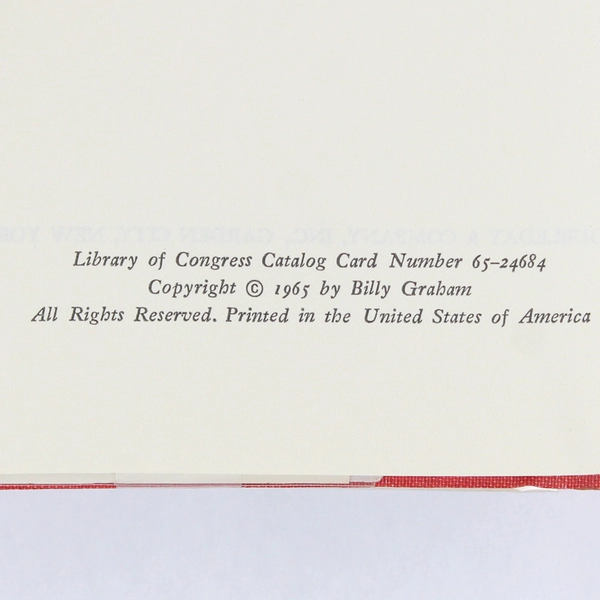 Library of Congress Catalog Card Number 65–24684
Copyright © 1965 by Billy Graham
All Rights Reserved. Printed in the United States of America